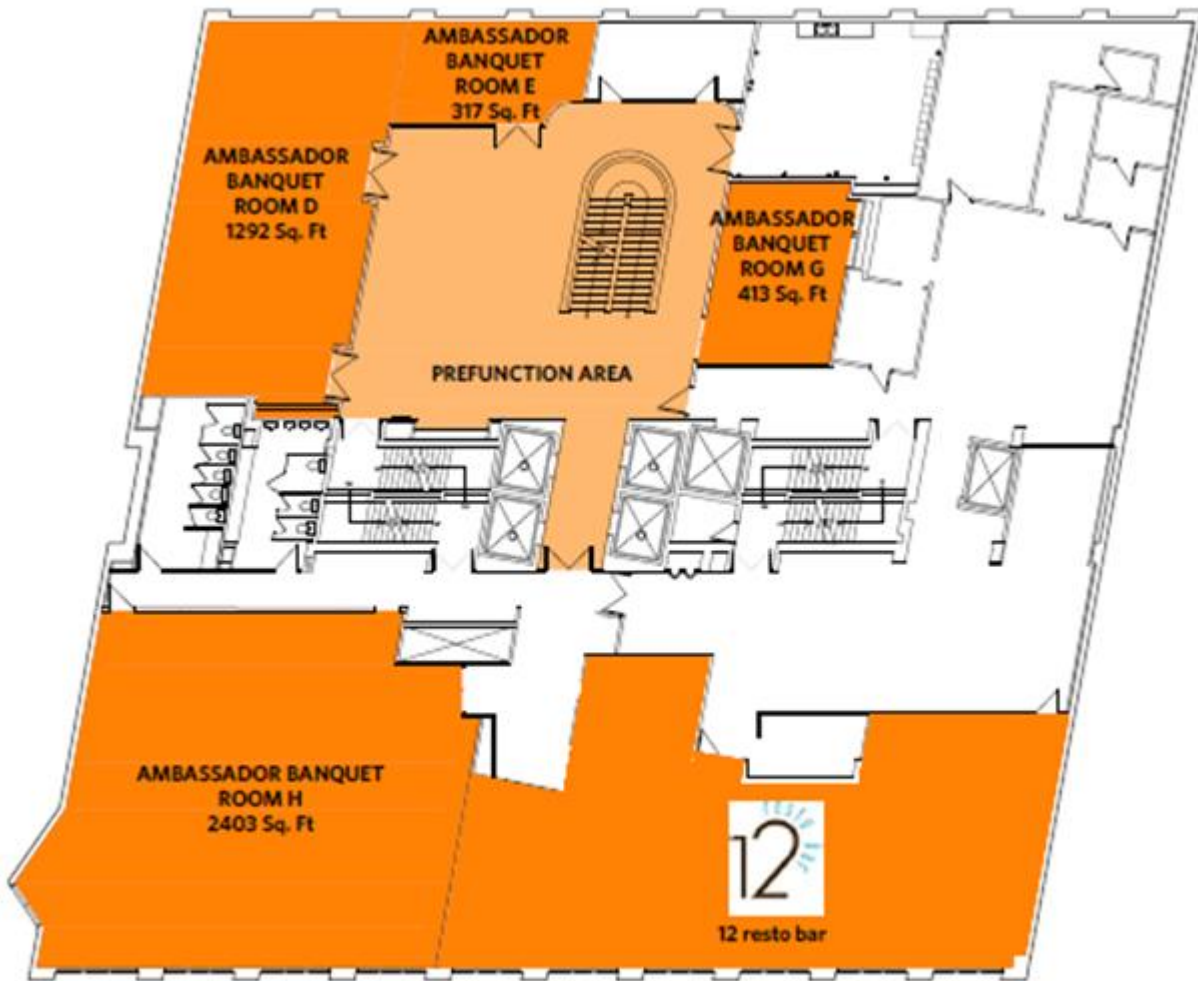 AMBASSADOR
BANQUET
ROOM E
317 Sq. Ft
AMBASSADOR
BANQUET
ROOM D
1292 Sq. Ft
AMBASSADOR
BANQUET
ROOM G
413 Sq. Ft
PREFUNCTION AREA
AMBASSADOR BANQUET
ROOM H
2403 Sq. Ft
resto bar
12
12 resto bar